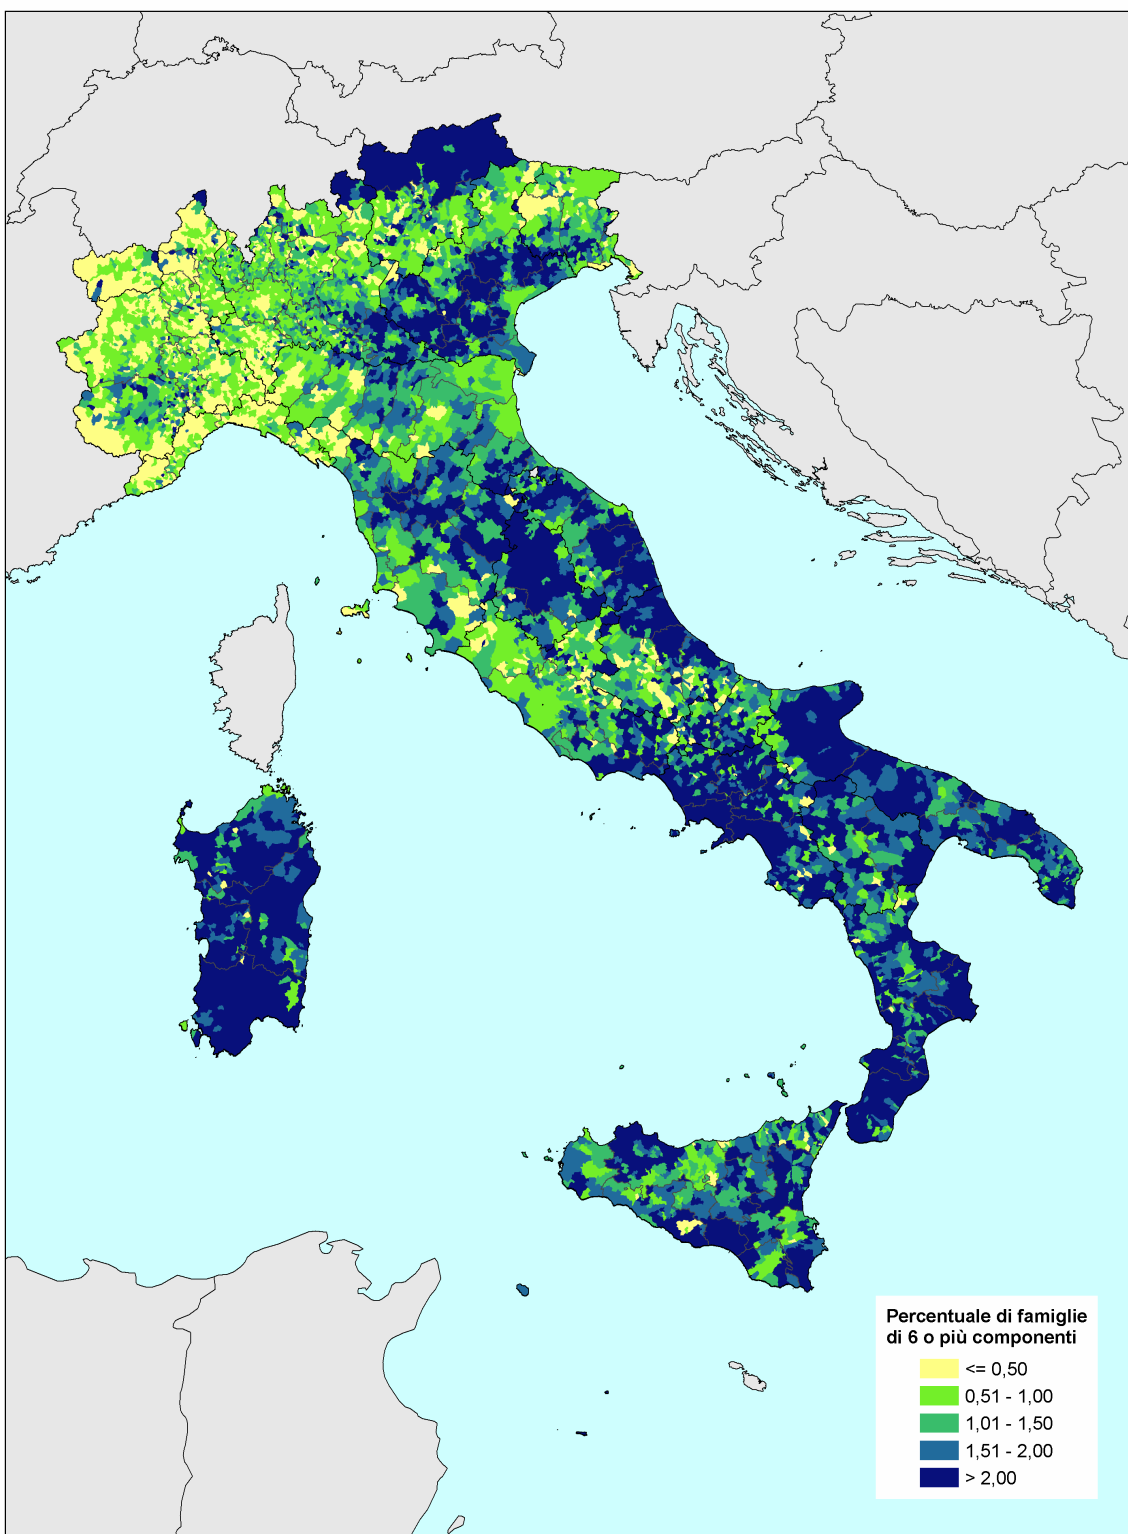 Percentuale di famiglie
di 6 o più componenti
<= 0,50
0,51 - 1,00
1,01 - 1,50
1,51 - 2,00
> 2,00